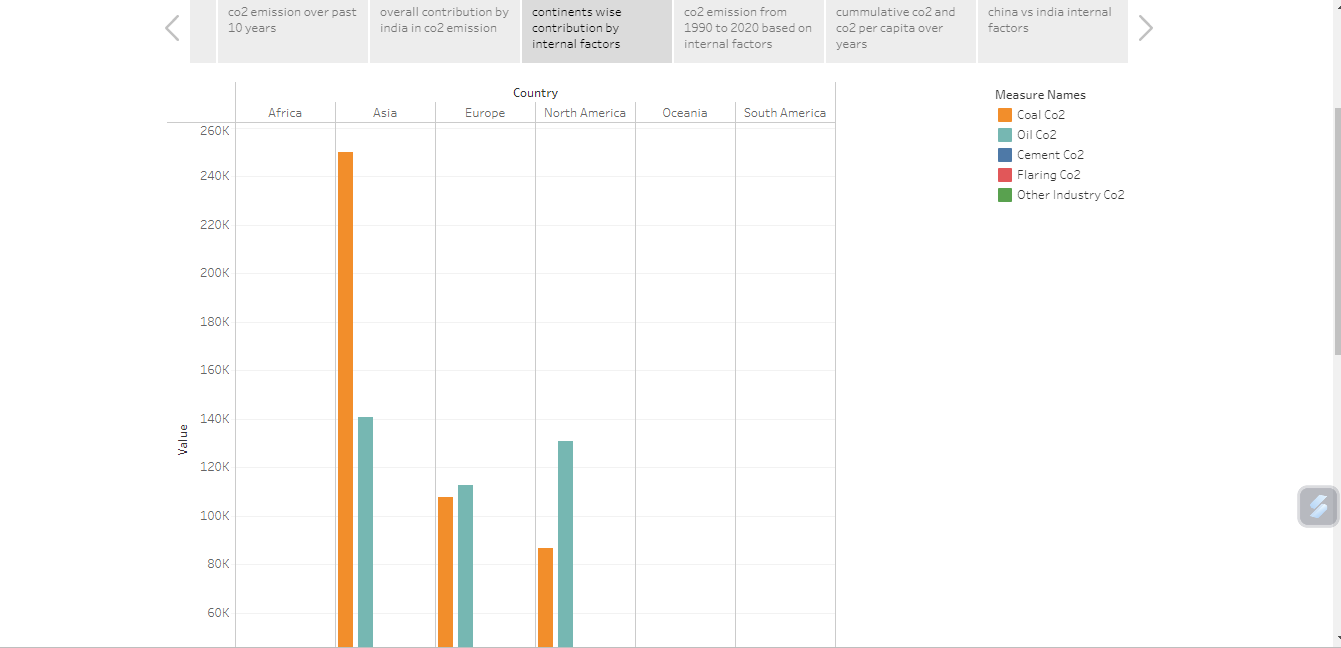 co2 emission over past
10 years
overall contribution by
india in co2 emission
continents wise
contribution by
internal factors
co2 emission from
1990 to 2020 based on
internal factors
cummulative co2 and
co2 per capita over
years
china vs india internal
factors
Country
Africa
Asia
Europe
North America
Oceania
South America
260K
240K
220K
200K
180K
160K
140K
120K
100K
80K
60K
Value
Measure Names
Coal Co2
Oil Co2
Cement Co2
Flaring Co2
Other Industry Co2